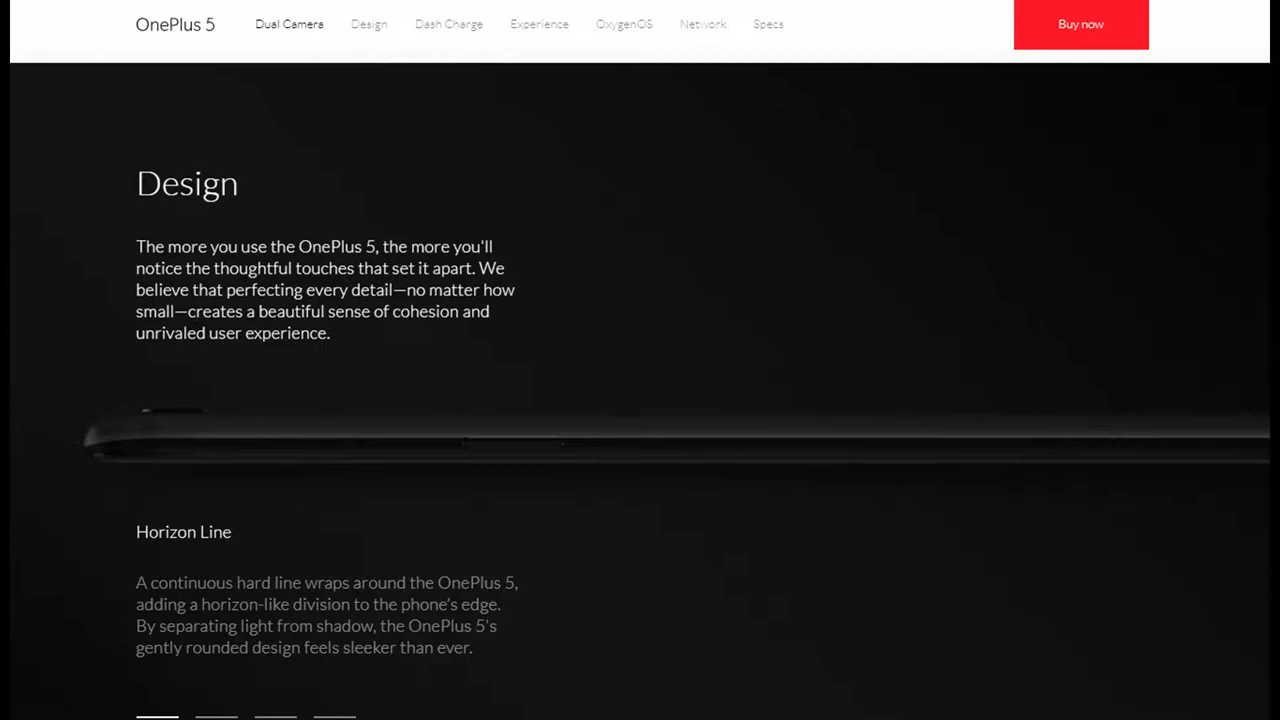 OnePlus 5
Dual Camera
Design
Dash Charge
Experience
OxygenOS
Network
Specs
Buy now
Design
The more you use the OnePlus 5, the more you'll
notice the thoughtful touches that set it apart. We
believe that perfecting every detail—no matter how
small—creates a beautiful sense of cohesion and
unrivaled user experience.
Horizon Line
A continuous hard line wraps around the OnePlus 5,
adding a horizon-like division to the phone's edge.
By separating light from shadow, the OnePlus 5's
gently rounded design feels sleeker than ever.